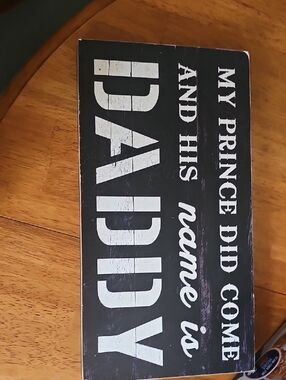 MY PRINCE DID COME
AND HIS name is
DADDY